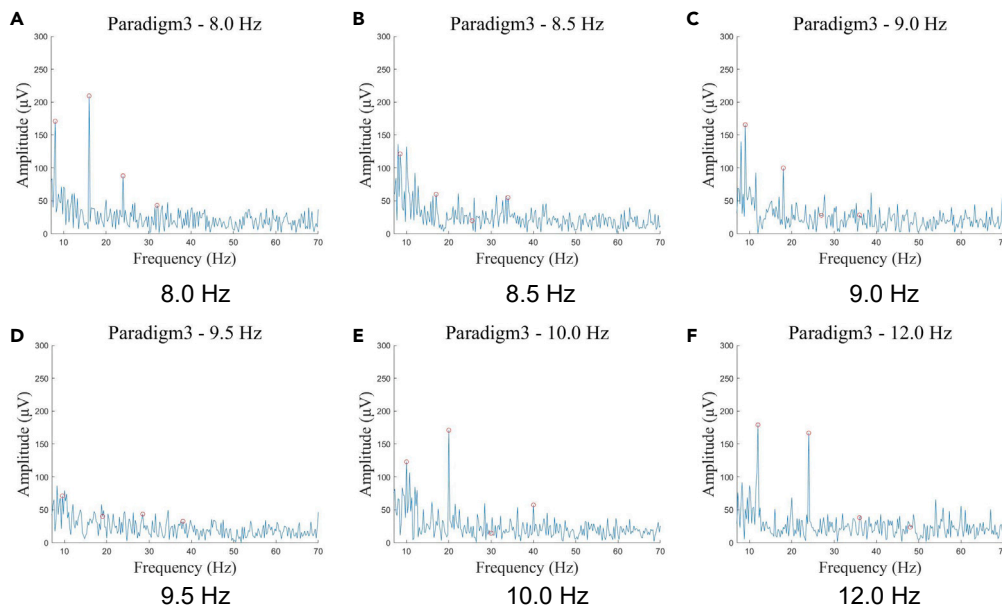 A
Paradigm3 - 8.0 Hz
300
250
200
150
100
50
0
Amplitude (µV)
10 20 30 40 50 60 70
Frequency (Hz)
8.0 Hz
B
Paradigm3 - 8.5 Hz
300
250
200
150
100
50
0
Amplitude (µV)
10 20 30 40 50 60 70
Frequency (Hz)
8.5 Hz
C
Paradigm3 - 9.0 Hz
300
250
200
150
100
50
0
Amplitude (µV)
10 20 30 40 50 60 70
Frequency (Hz)
9.0 Hz
D
Paradigm3 - 9.5 Hz
300
250
200
150
100
50
0
Amplitude (µV)
10 20 30 40 50 60 70
Frequency (Hz)
9.5 Hz
E
Paradigm3 - 10.0 Hz
300
250
200
150
100
50
0
Amplitude (µV)
10 20 30 40 50 60 70
Frequency (Hz)
10.0 Hz
F
Paradigm3 - 12.0 Hz
300
250
200
150
100
50
0
Amplitude (µV)
10 20 30 40 50 60 70
Frequency (Hz)
12.0 Hz